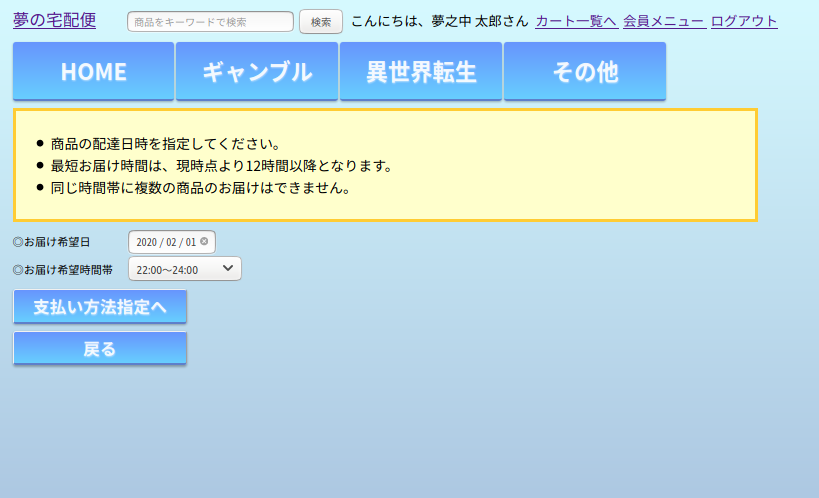 夢の宅配便 商品をキーワードで検索 検索 こんにちは、夢之中 太郎さん カート一覧へ 会員メニュー ログアウト
HOME ギャンブル 異世界転生 その他
● 商品の配達日時を指定してください。
● 最短お届け時間は、現時点より12時間以降となります。
● 同じ時間帯に複数の商品のお届けはできません。
◎お届け希望日 2020 / 02 / 01
◎お届け希望時間帯 22:00～24:00
支払い方法指定へ
戻る